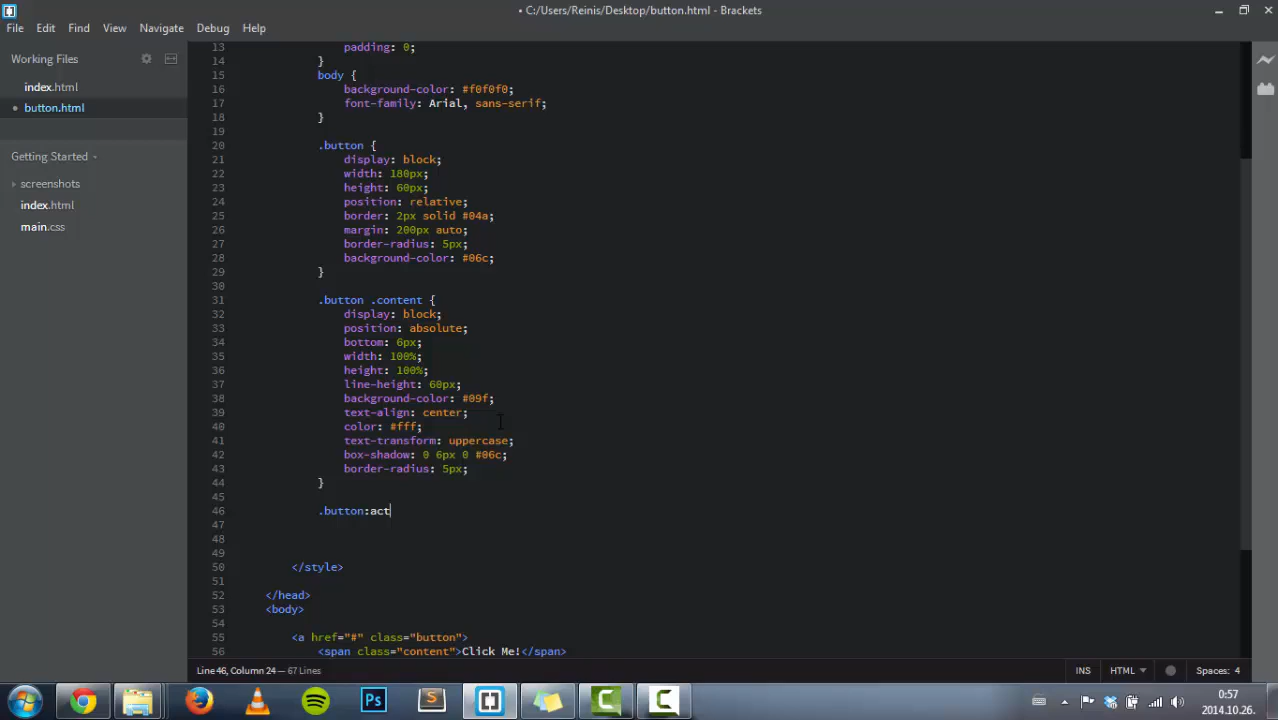 • C:/Users/Reinis/Desktop/button.html - Brackets
File Edit Find View Navigate Debug Help
Working Files
index.html
• button.html
Getting Started
screenshots
index.html
main.css
13 padding: 0;
14 }
15 body {
16 background-color: #f0f0f0;
17 font-family: Arial, sans-serif;
18 }
19
20 .button {
21 display: block;
22 width: 180px;
23 height: 60px;
24 position: relative;
25 border: 2px solid #04a;
26 margin: 200px auto;
27 border-radius: 5px;
28 background-color: #06c;
29 }
30
31 .button .content {
32 display: block;
33 position: absolute;
34 bottom: 6px;
35 width: 100%;
36 height: 100%;
37 line-height: 60px;
38 background-color: #09f;
39 text-align: center;
40 color: #fff;
41 text-transform: uppercase;
42 box-shadow: 0 6px 0 #06c;
43 border-radius: 5px;
44 }
45
46 .button:act
47
48
49
50 </style>
51
52 </head>
53 <body>
54
55 <a href="#" class="button">
56 <span class="content">Click Me!</span>
Line 46, Column 24 — 67 Lines
INS HTML Spaces: 4
Ps S
0:57
2014.10.26.